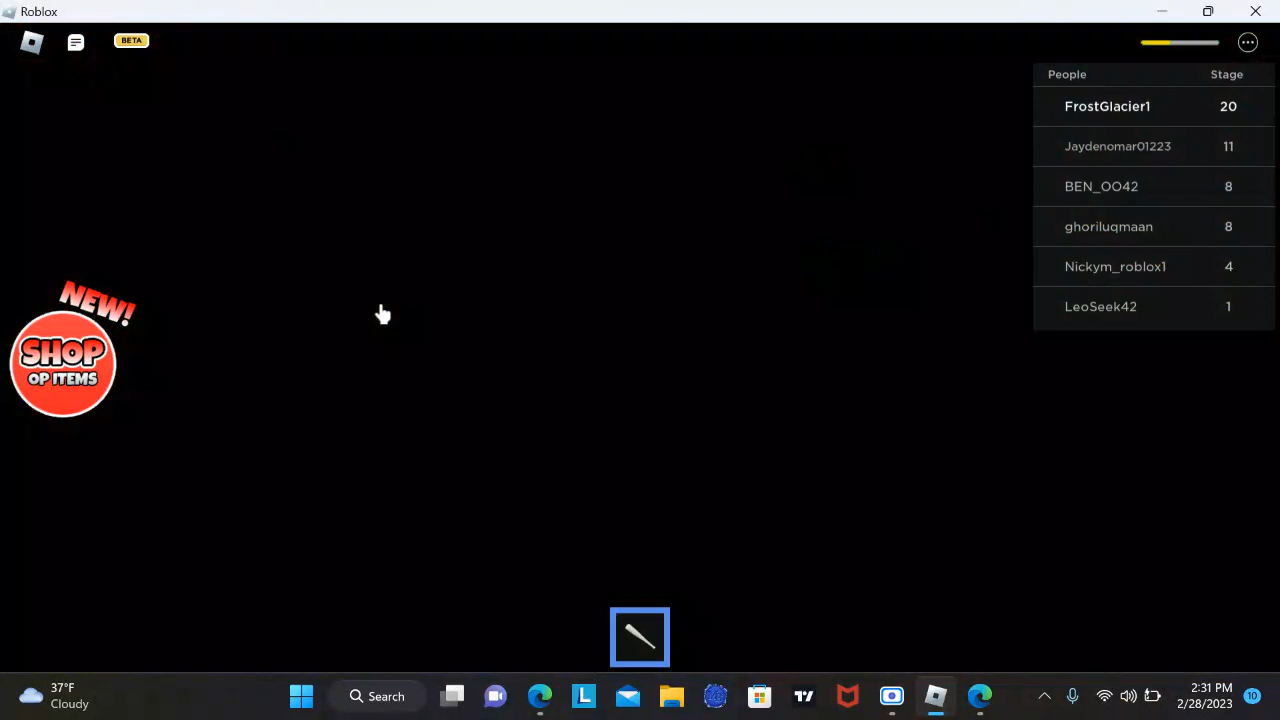 Roblox
BETA
People Stage
FrostGlacier1 20
Jaydenomar01223 11
BEN_OO42 8
ghoriluqmaan 8
Nickym_roblox1 4
LeoSeek42 1
NEW!
SHOP
OP ITEMS
37°F
Cloudy
Search
L
2:31 PM
2/28/2023
10